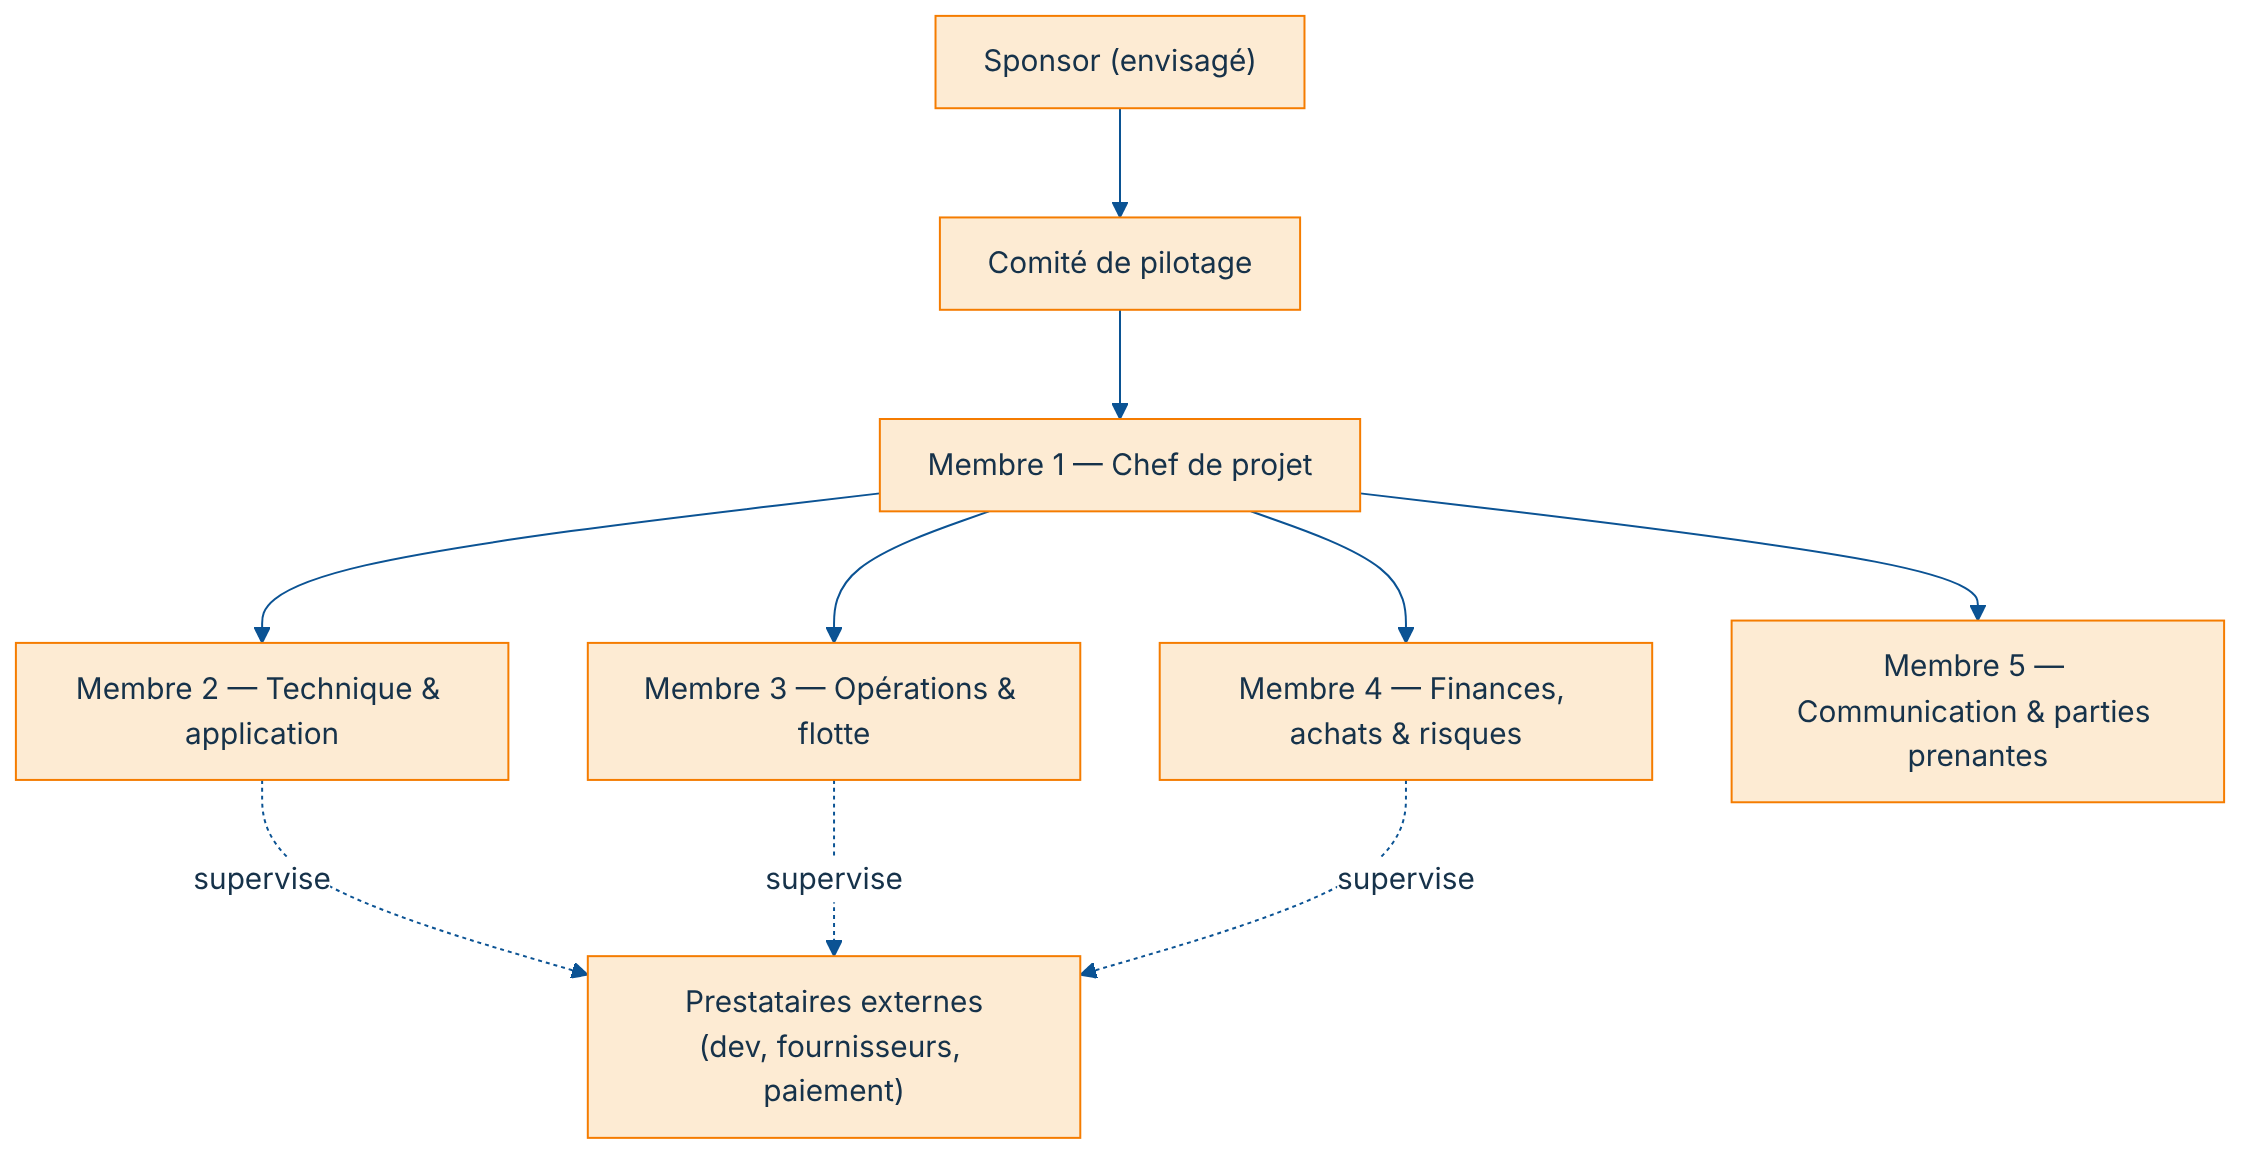 Sponsor (envisagé)
Comité de pilotage
Membre 1 — Chef de projet
Membre 2 — Technique &
application
Membre 3 — Opérations &
flotte
Membre 4 — Finances,
achats & risques
Membre 5 —
Communication & parties
prenantes
supervise
supervise
supervise
Prestataires externes
(dev, fournisseurs,
paiement)